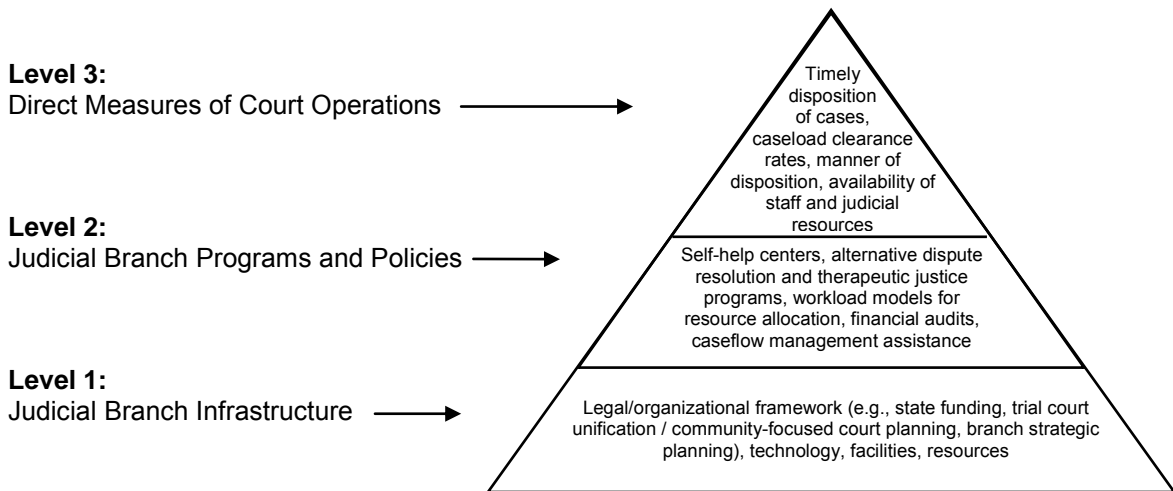 Level 3:
Direct Measures of Court Operations
Timely
disposition
of cases,
caseload clearance
rates, manner of
disposition, availability of
staff and judicial
resources
Level 2:
Judicial Branch Programs and Policies
Self-help centers, alternative dispute
resolution and therapeutic justice
programs, workload models for
resource allocation, financial audits,
caseflow management assistance
Level 1:
Judicial Branch Infrastructure
Legal/organizational framework (e.g., state funding, trial court
unification / community-focused court planning, branch strategic
planning), technology, facilities, resources